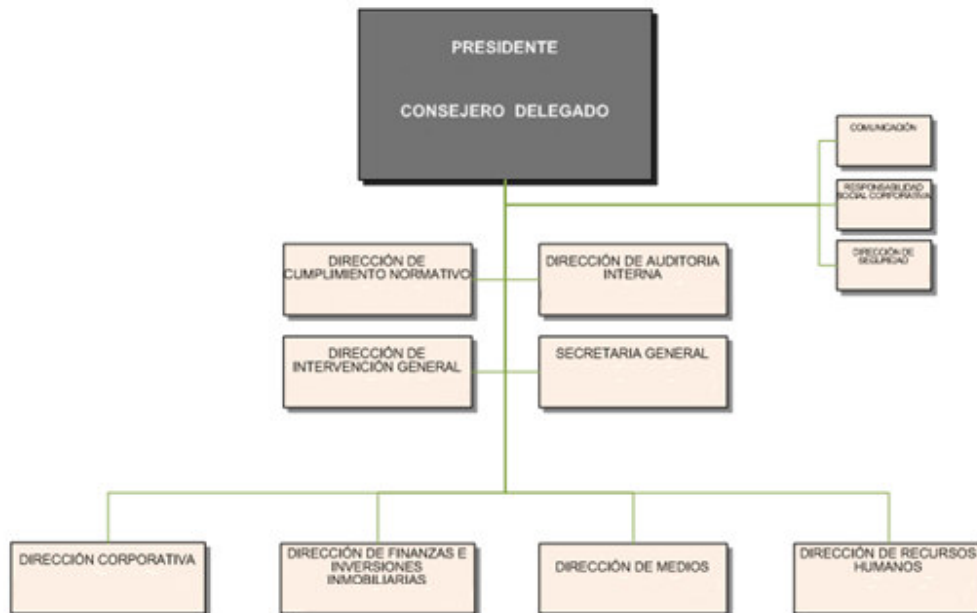 PRESIDENTE
CONSEJERO DELEGADO
COMUNICACIÓN
RESPONSABILIDAD
SOCIAL CORPORATIVA
DIRECCIÓN DE
SEGURIDAD
DIRECCIÓN DE
CUMPLIMIENTO NORMATIVO
DIRECCIÓN DE AUDITORIA
INTERNA
DIRECCIÓN DE
INTERVENCIÓN GENERAL
SECRETARIA GENERAL
DIRECCIÓN CORPORATIVA
DIRECCIÓN DE FINANZAS E
INVERSIONES
INMOBILIARIAS
DIRECCIÓN DE MEDIOS
DIRECCIÓN DE RECURSOS
HUMANOS